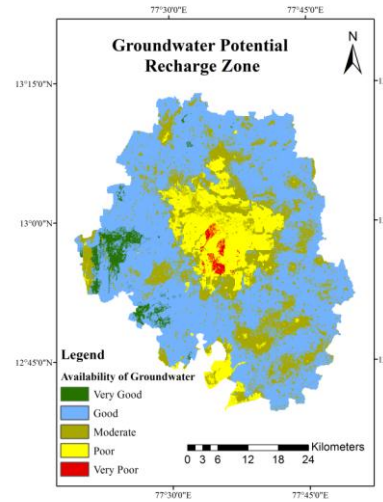 77°30'0"E 77°45'0"E
Groundwater Potential
Recharge Zone
N
13°15'0"N
13°0'0"N
12°45'0"N
Legend
Availability of Groundwater
Very Good
Good
Moderate
Poor
Very Poor
Kilometers
0 3 6 12 18 24
77°30'0"E 77°45'0"E